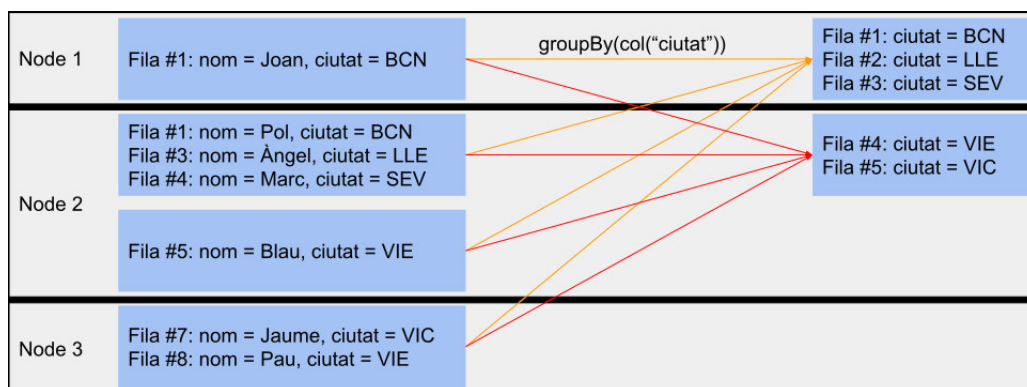 Node 1
Fila #1: nom = Joan, ciutat = BCN
groupBy(col(“ciutat”))
Fila #1: ciutat = BCN
Fila #2: ciutat = LLE
Fila #3: ciutat = SEV
Node 2
Fila #1: nom = Pol, ciutat = BCN
Fila #3: nom = Àngel, ciutat = LLE
Fila #4: nom = Marc, ciutat = SEV
Fila #4: ciutat = VIE
Fila #5: ciutat = VIC
Fila #5: nom = Blau, ciutat = VIE
Node 3
Fila #7: nom = Jaume, ciutat = VIC
Fila #8: nom = Pau, ciutat = VIE